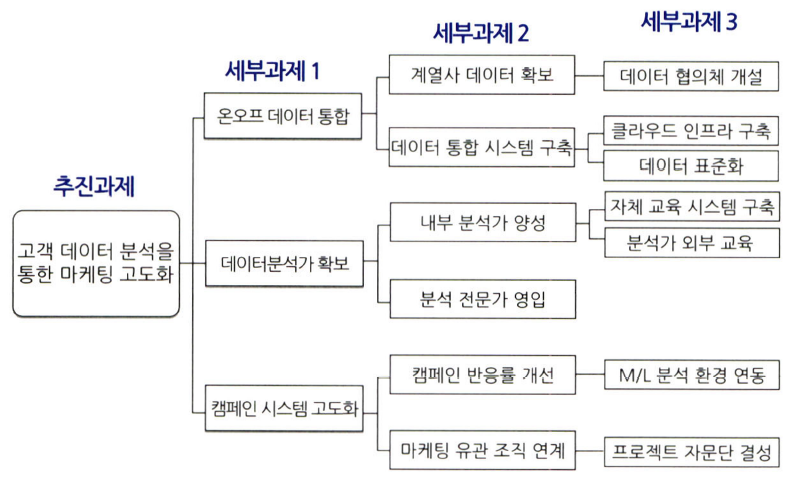 추진과제
고객 데이터 분석을
통한 마케팅 고도화
세부과제 1
온오프 데이터 통합
데이터분석가 확보
캠페인 시스템 고도화
세부과제 2
계열사 데이터 확보
데이터 통합 시스템 구축
내부 분석가 양성
분석 전문가 영입
캠페인 반응률 개선
마케팅 유관 조직 연계
세부과제 3
데이터 협의체 개설
클라우드 인프라 구축
데이터 표준화
자체 교육 시스템 구축
분석가 외부 교육
M/L 분석 환경 연동
프로젝트 자문단 결성